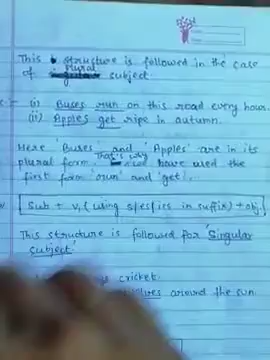 This structure is followed in the case
of plural subject.
(i) Buses run on this road every hour.
(ii) Apples get ripe in autumn.
Here 'Buses' and 'Apples' are in its
plural form. That's why we have used the
first form 'run' and 'get'.
Sub + V₁ (using s/es/ies in suffix) + obj.
This structure is followed for 'Singular
subject'.
cricket.
around the sun